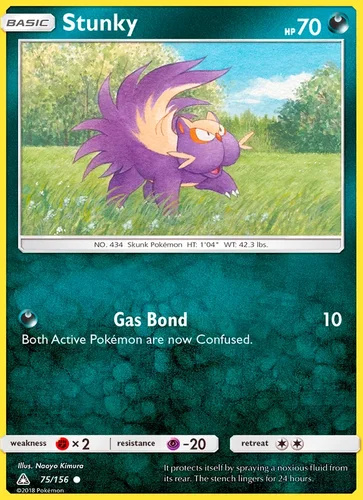 BASIC Stunky HP 70
NO. 434 Skunk Pokémon HT: 1'04" WT: 42.3 lbs.
Gas Bond 10
Both Active Pokémon are now Confused.
weakness ×2 resistance -20 retreat
Illus. Naoyo Kimura
75/156
©2018 Pokémon
It protects itself by spraying a noxious fluid from
its rear. The stench lingers for 24 hours.